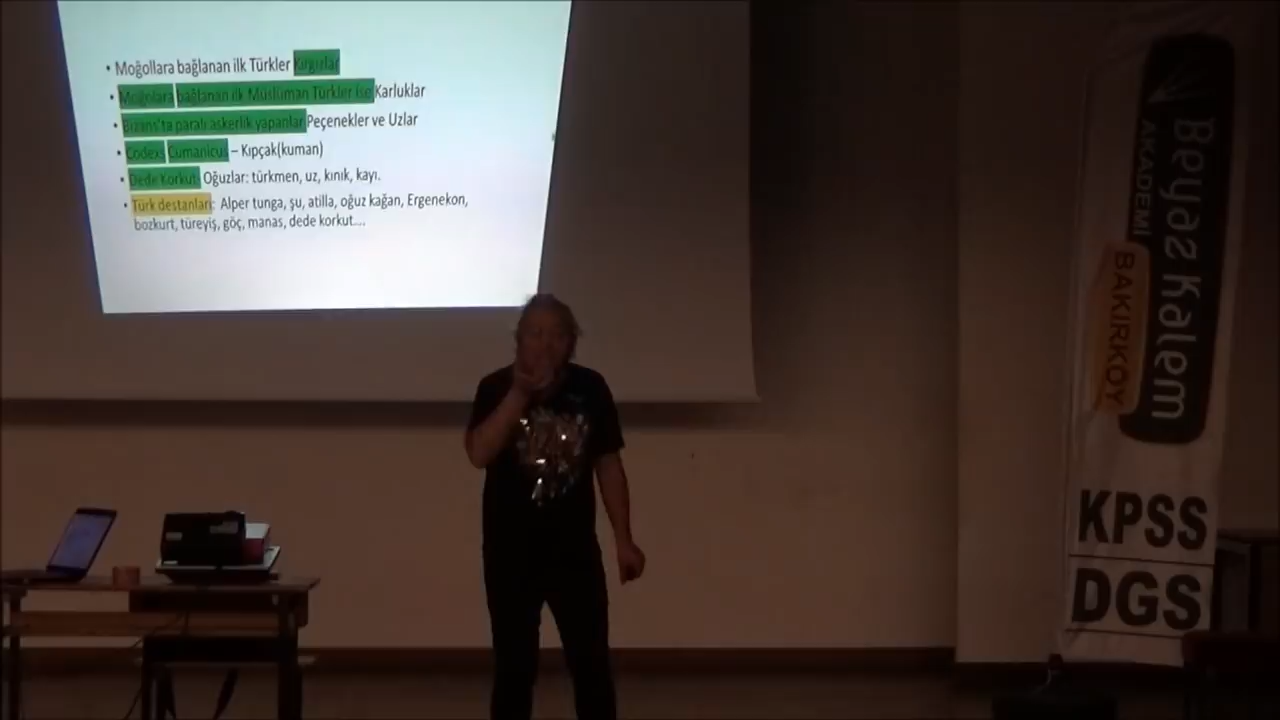 • Moğollara bağlanan ilk Türkler Kırgızlar
• Moğollara bağlanan ilk Müslüman Türkler ise Karluklar
• Bizans'ta paralı askerlik yapanlar Peçenekler ve Uzlar
• Codexs Cumanicus – Kıpçak(kuman)
• Dede Korkut: Oğuzlar: türkmen, uz, kınık, kayı.
• Türk destanları: Alper tunga, şu, atilla, oğuz kağan, Ergenekon,
bozkurt, türeyiş, göç, manas, dede korkut....
Beyaz Kalem
AKADEMİ
BAKIRKÖY
KPSS
DGS